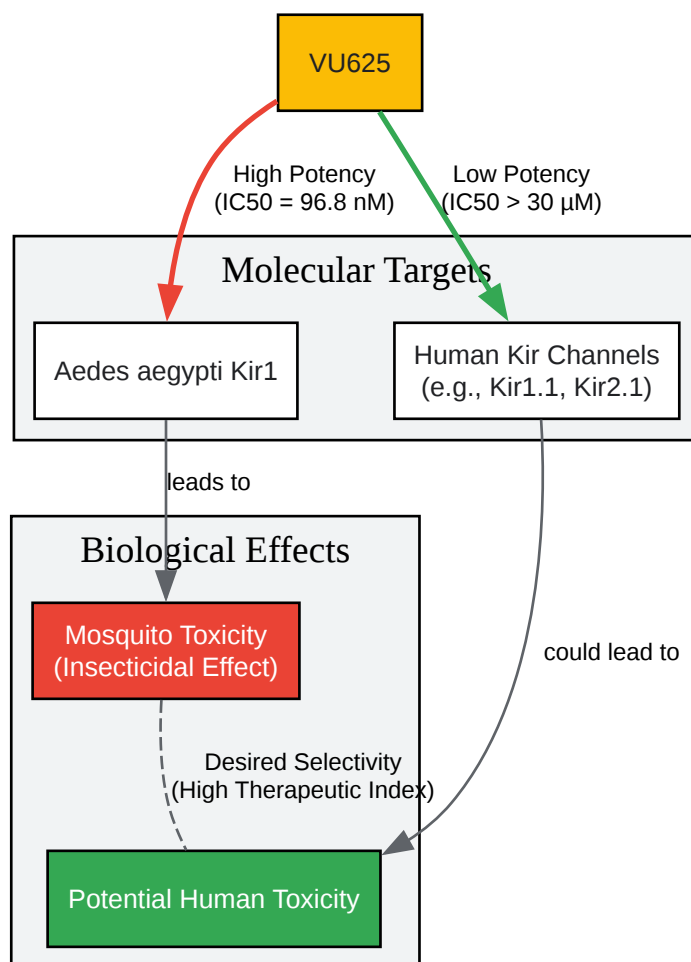 VU625
High Potency
(IC50 = 96.8 nM)
Low Potency
(IC50 > 30 µM)
Molecular Targets
Aedes aegypti Kir1
Human Kir Channels
(e.g., Kir1.1, Kir2.1)
leads to
Biological Effects
Mosquito Toxicity
(Insecticidal Effect)
could lead to
Desired Selectivity
(High Therapeutic Index)
Potential Human Toxicity